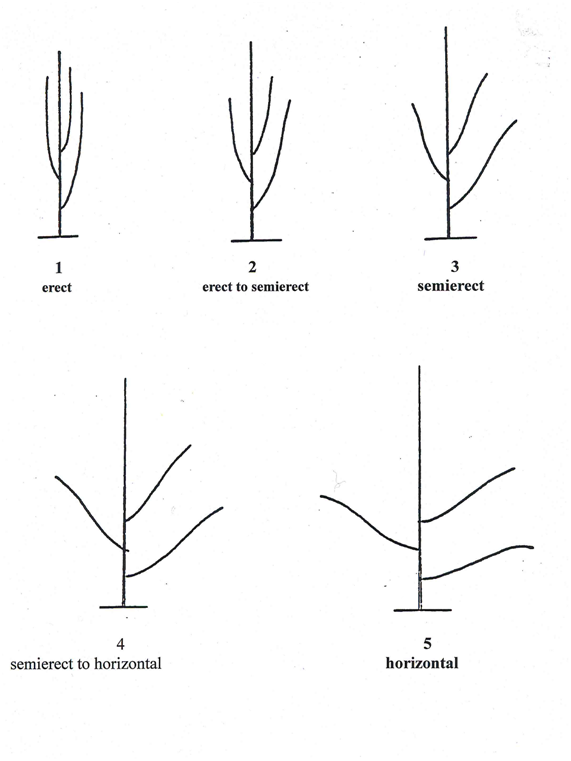 1
erect
2
erect to semierect
3
semierect
4
semierect to horizontal
5
horizontal